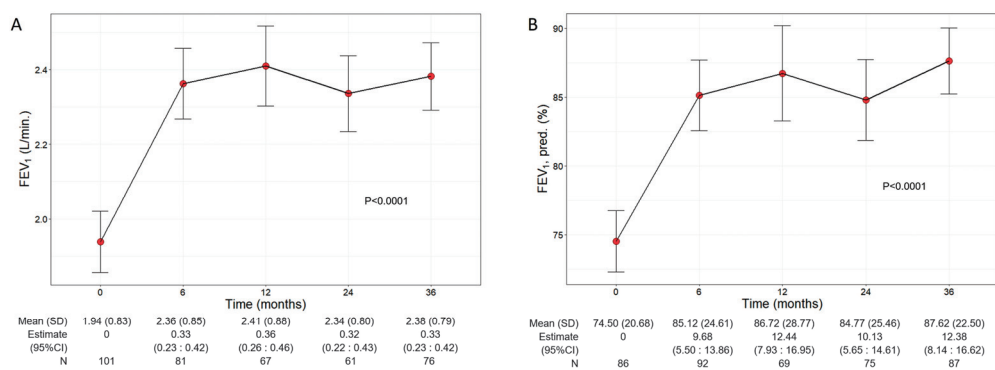 A
FEV₁ (L/min.)
2.4
2.2
2.0
P<0.0001
0 6 12 24 36
Time (months)
Mean (SD) 1.94 (0.83) 2.36 (0.85) 2.41 (0.88) 2.34 (0.80) 2.38 (0.79)
Estimate 0 0.33 0.36 0.32 0.33
(95%CI) (0.23 : 0.42) (0.26 : 0.46) (0.22 : 0.43) (0.23 : 0.42)
N 101 81 67 61 76
B
FEV₁, pred. (%)
90
85
80
75
P<0.0001
0 6 12 24 36
Time (months)
Mean (SD) 74.50 (20.68) 85.12 (24.61) 86.72 (28.77) 84.77 (25.46) 87.62 (22.50)
Estimate 0 9.68 12.44 10.13 12.38
(95%CI) (5.50 : 13.86) (7.93 : 16.95) (5.65 : 14.61) (8.14 : 16.62)
N 86 92 69 75 87